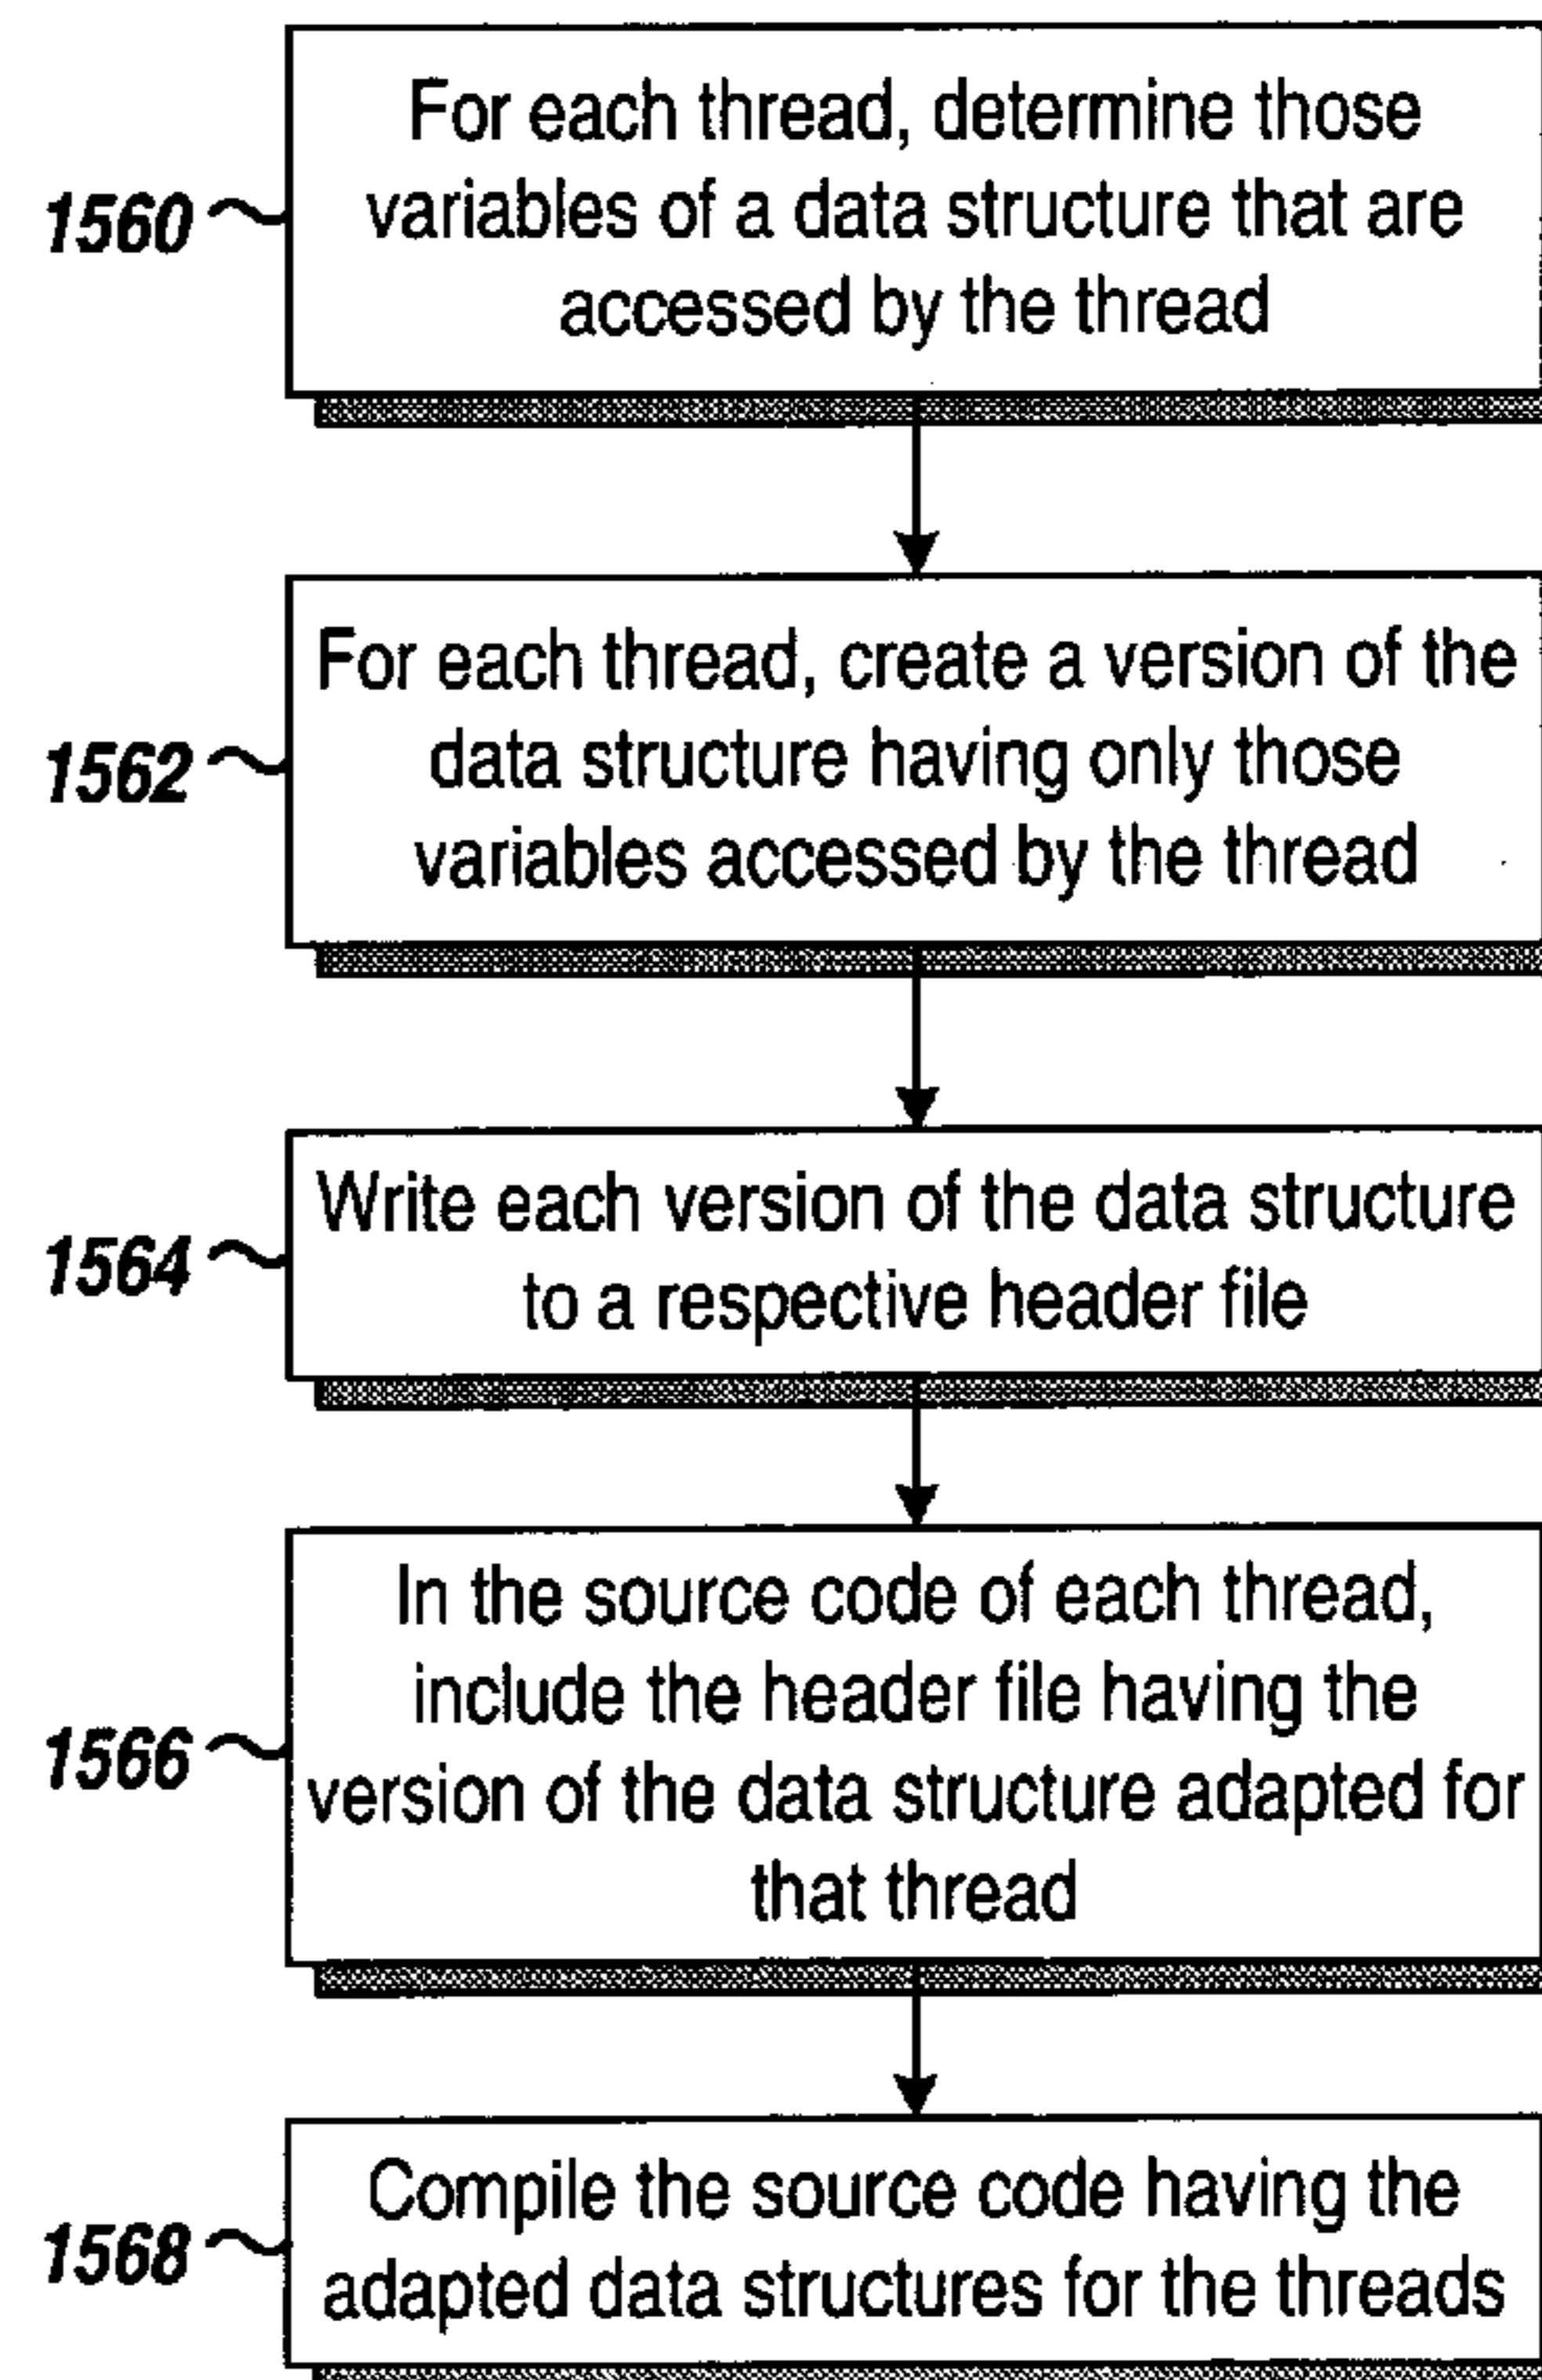 For each thread, determine those
1560 variables of a data structure that are
accessed by the thread
For each thread, create a version of the
1562 data structure having only those
variables accessed by the thread
Write each version of the data structure
1564
to a respective header file
In the source code of each thread,
include the header file having the
1566
version of the data structure adapted for
that thread
Compile the source code having the
1568
adapted data structures for the threads